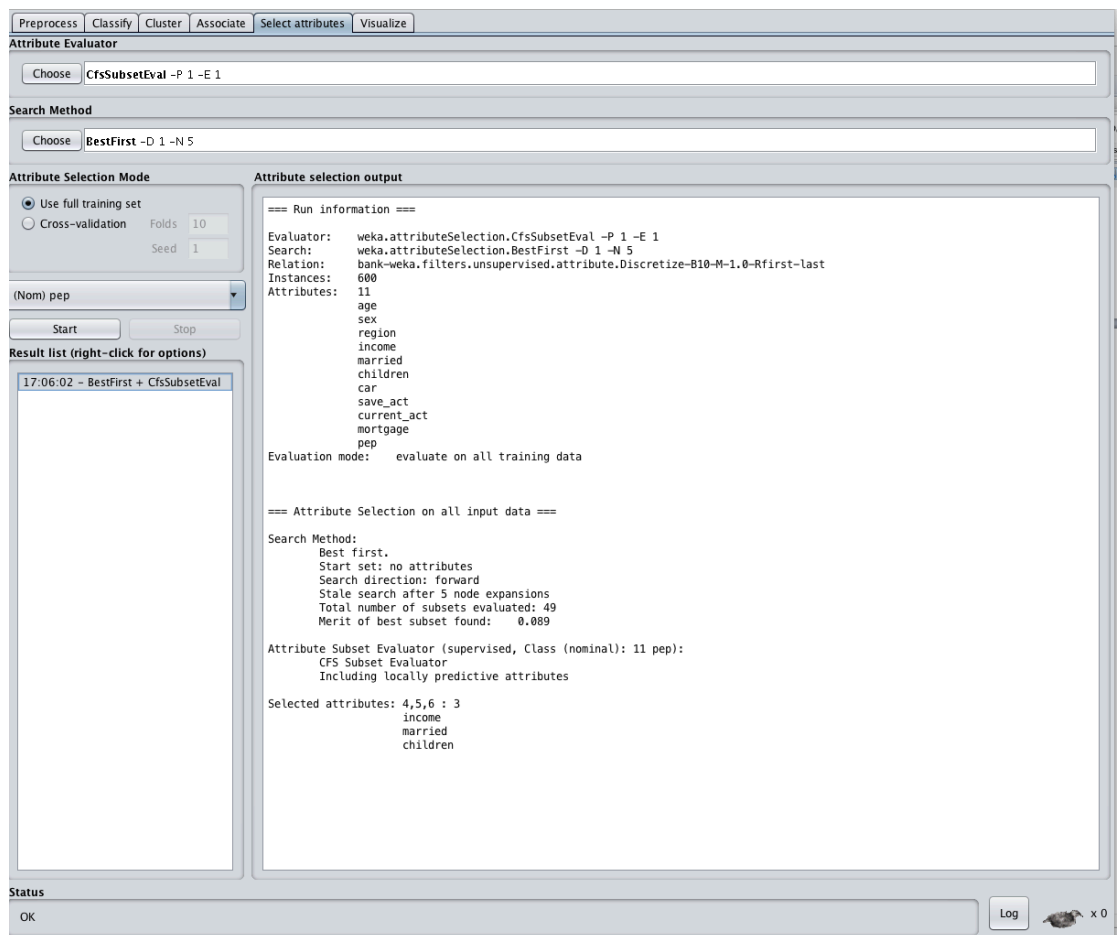 Preprocess Classify Cluster Associate Select attributes Visualize
Attribute Evaluator
Choose CfsSubsetEval -P 1 -E 1
Search Method
Choose BestFirst -D 1 -N 5
Attribute Selection Mode
Use full training set
Cross-validation Folds 10
Seed 1
(Nom) pep
Start Stop
Result list (right-click for options)
17:06:02 - BestFirst + CfsSubsetEval
Attribute selection output
=== Run information ===
Evaluator: weka.attributeSelection.CfsSubsetEval -P 1 -E 1
Search: weka.attributeSelection.BestFirst -D 1 -N 5
Relation: bank-weka.filters.unsupervised.attribute.Discretize-B10-M-1.0-Rfirst-last
Instances: 600
Attributes: 11
age
sex
region
income
married
children
car
save_act
current_act
mortgage
pep
Evaluation mode: evaluate on all training data
=== Attribute Selection on all input data ===
Search Method:
Best first.
Start set: no attributes
Search direction: forward
Stale search after 5 node expansions
Total number of subsets evaluated: 49
Merit of best subset found: 0.089
Attribute Subset Evaluator (supervised, Class (nominal): 11 pep):
CFS Subset Evaluator
Including locally predictive attributes
Selected attributes: 4,5,6 : 3
income
married
children
Status
OK
Log x 0